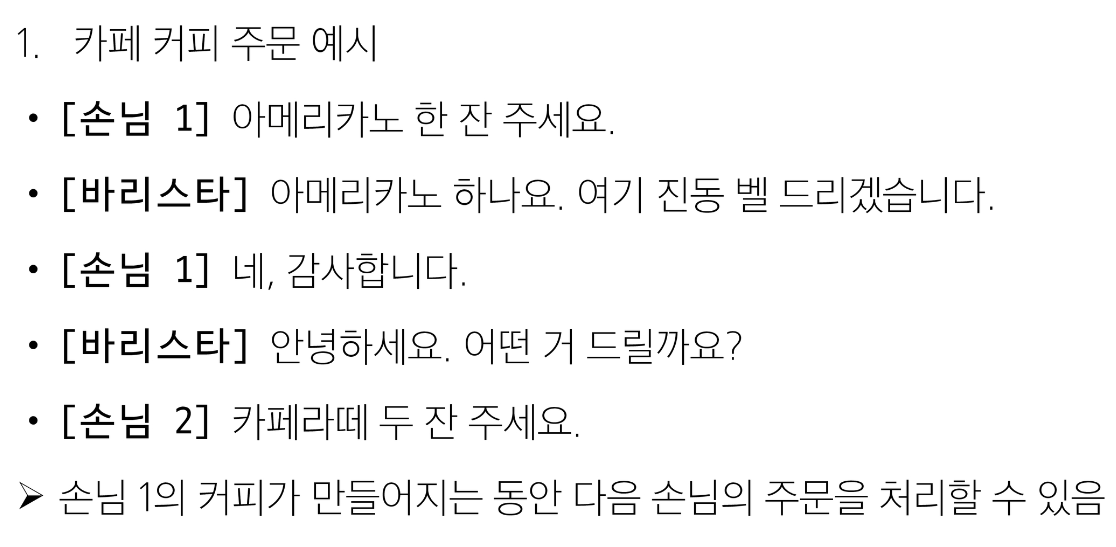 1. 카페 커피 주문 예시
• [손님 1] 아메리카노 한 잔 주세요.
• [바리스타] 아메리카노 하나요. 여기 진동 벨 드리겠습니다.
• [손님 1] 네, 감사합니다.
• [바리스타] 안녕하세요. 어떤 거 드릴까요?
• [손님 2] 카페라떼 두 잔 주세요.
➢ 손님 1의 커피가 만들어지는 동안 다음 손님의 주문을 처리할 수 있음